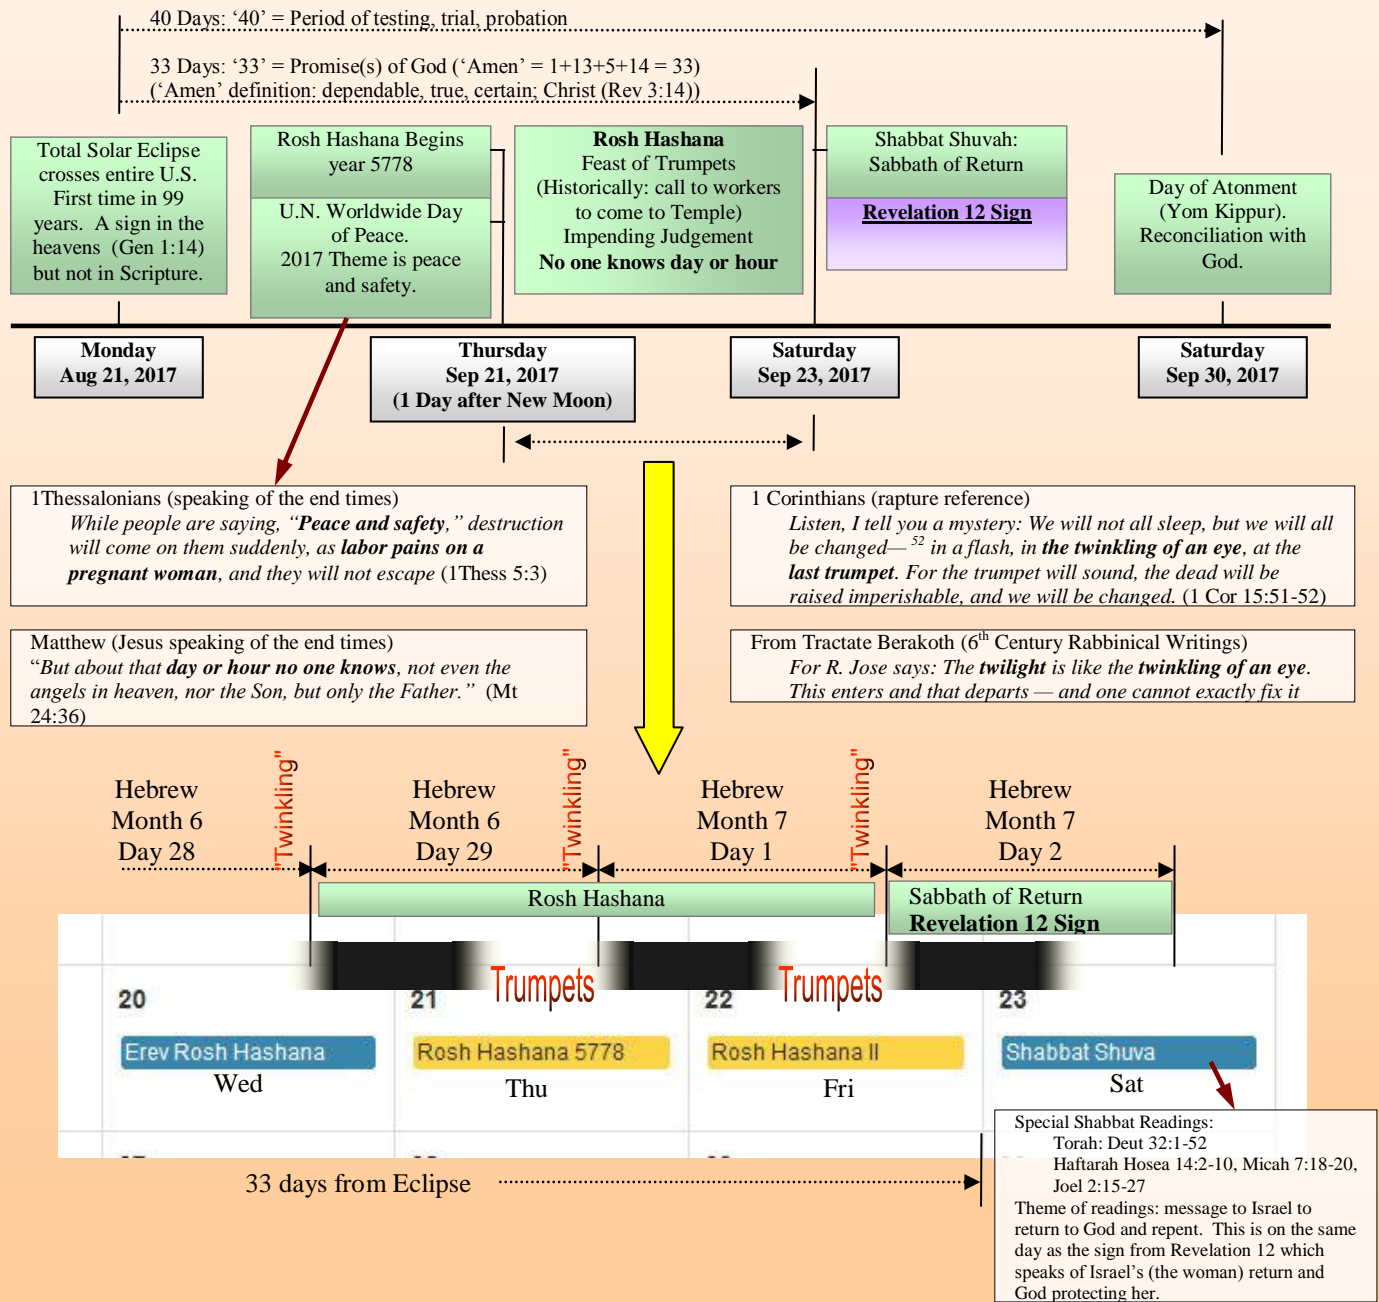 40 Days: ‘40’ = Period of testing, trial, probation
33 Days: ‘33’ = Promise(s) of God (‘Amen’ = 1+13+5+14 = 33)
(‘Amen’ definition: dependable, true, certain; Christ (Rev 3:14))
Total Solar Eclipse
crosses entire U.S.
First time in 99
years. A sign in the
heavens (Gen 1:14)
but not in Scripture.
Rosh Hashana Begins
year 5778
U.N. Worldwide Day
of Peace.
2017 Theme is peace
and safety.
Rosh Hashana
Feast of Trumpets
(Historically: call to workers
to come to Temple)
Impending Judgement
No one knows day or hour
Shabbat Shuvah:
Sabbath of Return
Revelation 12 Sign
Day of Atonment
(Yom Kippur).
Reconciliation with
God.
Monday
Aug 21, 2017
Thursday
Sep 21, 2017
(1 Day after New Moon)
Saturday
Sep 23, 2017
Saturday
Sep 30, 2017
1Thessalonians (speaking of the end times)
While people are saying, “Peace and safety,” destruction
will come on them suddenly, as labor pains on a
pregnant woman, and they will not escape (1Thess 5:3)
1 Corinthians (rapture reference)
Listen, I tell you a mystery: We will not all sleep, but we will all
be changed— 52 in a flash, in the twinkling of an eye, at the
last trumpet. For the trumpet will sound, the dead will be
raised imperishable, and we will be changed. (1 Cor 15:51-52)
Matthew (Jesus speaking of the end times)
“But about that day or hour no one knows, not even the
angels in heaven, nor the Son, but only the Father.” (Mt
24:36)
From Tractate Berakoth (6th Century Rabbinical Writings)
For R. Jose says: The twilight is like the twinkling of an eye.
This enters and that departs — and one cannot exactly fix it
Hebrew
Month 6
Day 28
"Twinkling"
Hebrew
Month 6
Day 29
"Twinkling"
Hebrew
Month 7
Day 1
"Twinkling"
Hebrew
Month 7
Day 2
Rosh Hashana
Sabbath of Return
Revelation 12 Sign
Trumpets
Trumpets
20
21
22
23
Erev Rosh Hashana
Rosh Hashana 5778
Rosh Hashana II
Shabbat Shuva
Wed
Thu
Fri
Sat
33 days from Eclipse
Special Shabbat Readings:
Torah: Deut 32:1-52
Haftarah Hosea 14:2-10, Micah 7:18-20,
Joel 2:15-27
Theme of readings: message to Israel to
return to God and repent. This is on the same
day as the sign from Revelation 12 which
speaks of Israel’s (the woman) return and
God protecting her.